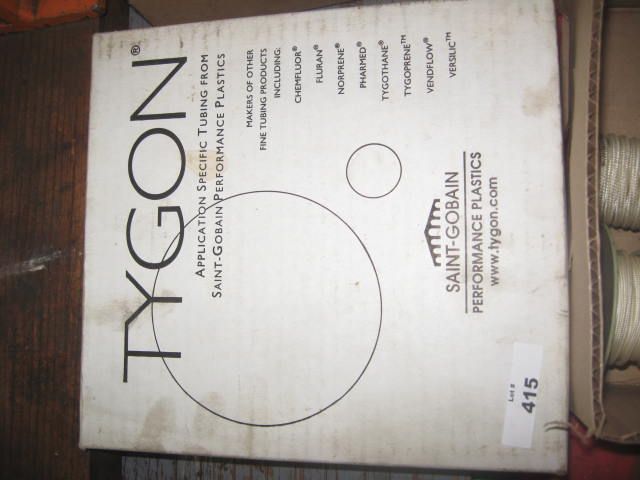 TYGON®
APPLICATION SPECIFIC TUBING FROM
SAINT-GOBAIN PERFORMANCE PLASTICS
MAKERS OF OTHER
FINE TUBING PRODUCTS
INCLUDING:
CHEMFLUOR®
FLURAN®
NORPRENE®
PHARMED®
TYGOTHANE®
TYGOPRENE™
VENDFLOW®
VERSILIC™
SAINT-GOBAIN
PERFORMANCE PLASTICS
www.tygon.com
Lot #
415